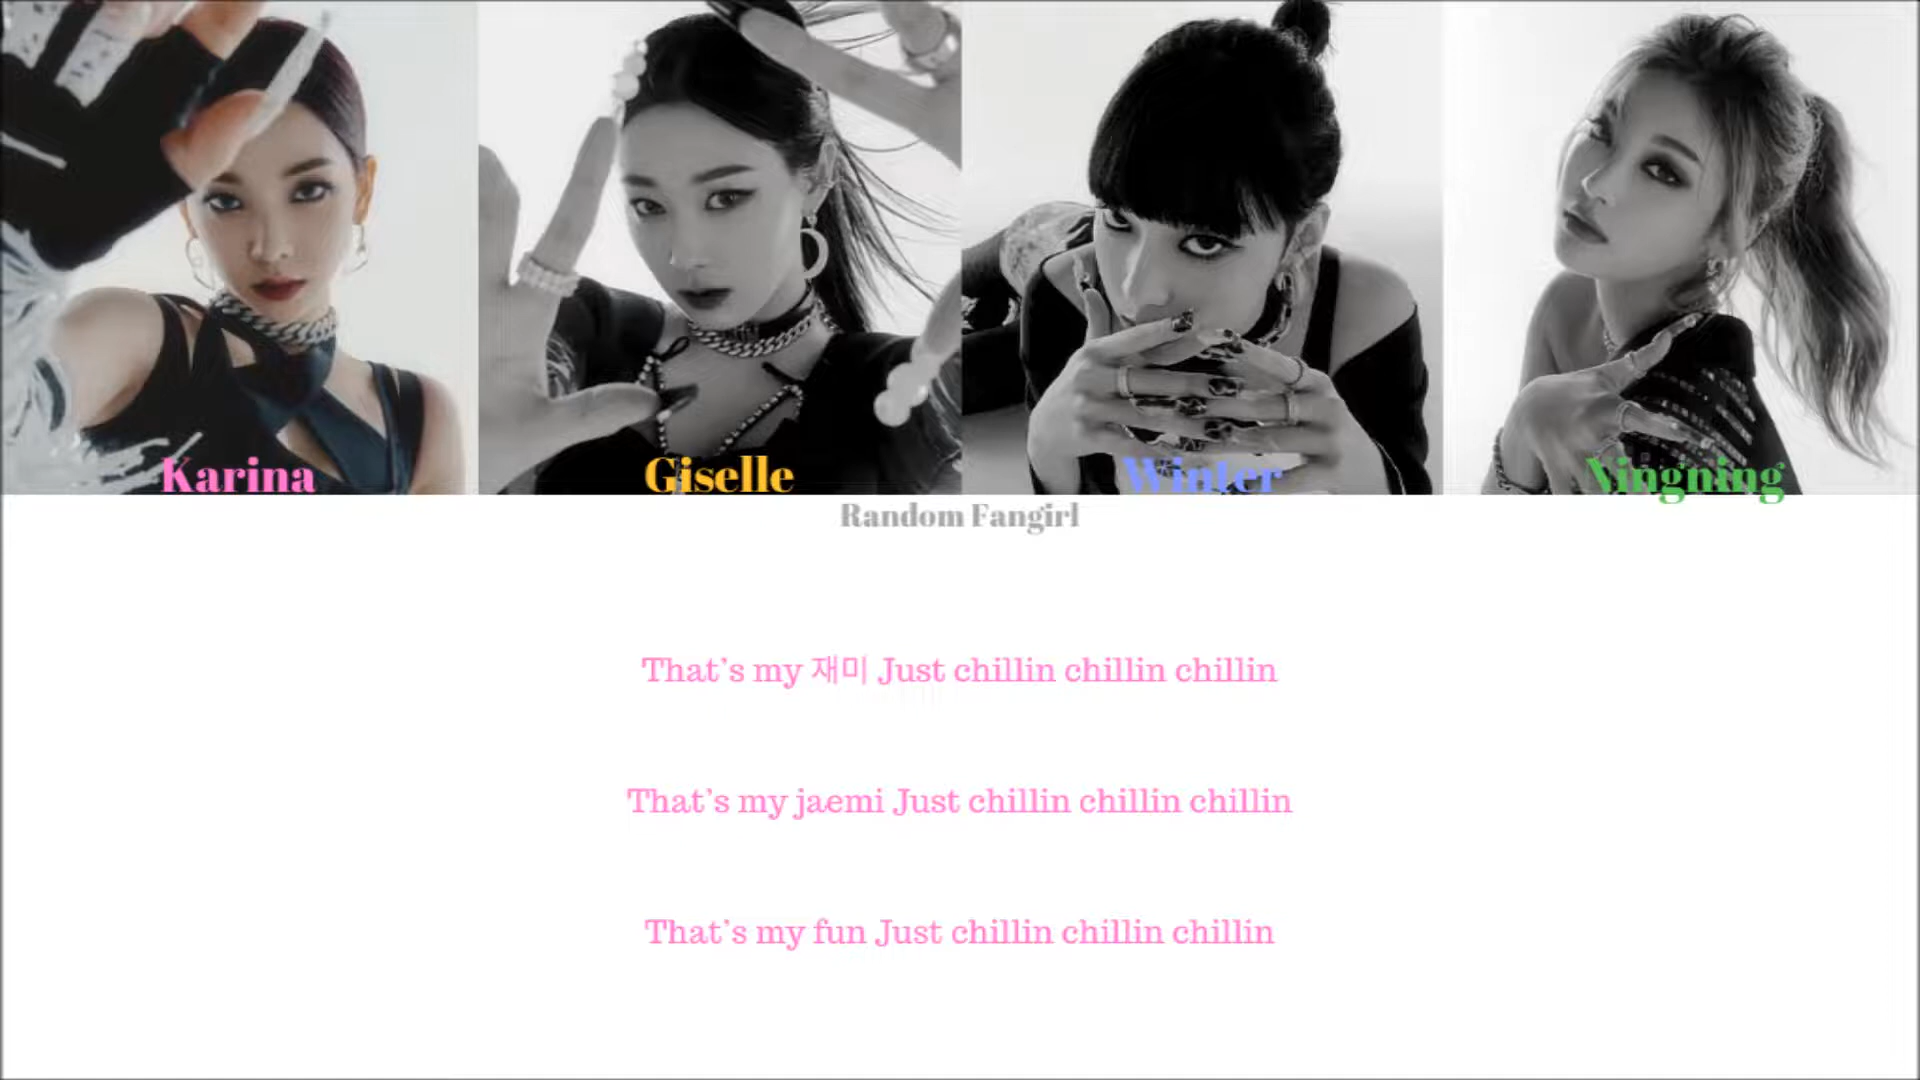 Karina
Giselle
Winter
Ningning
Random Fangirl
That's my 재미 Just chillin chillin chillin
That's my jaemi Just chillin chillin chillin
That's my fun Just chillin chillin chillin